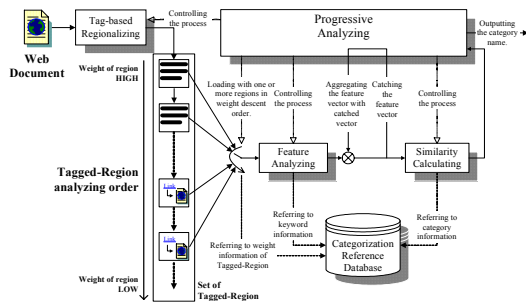 Tag-based
Regionalizing
Controlling
the process
Progressive
Analyzing
Outputting
the category
name.
Web
Document
Weight of region
HIGH
Loading with one or
more regions in
weight descent
order.
Controlling
the process
Aggregating
the feature
vector with
catched
vector
Catching
the
feature
vector
Controlling
the process
Tagged-Region
analyzing order
Feature
Analyzing
Similarity
Calculating
Link
Link
Referring to
keyword
information
Referring to
category
information
Referring to weight
information of
Tagged-Region
Categorization
Reference
Database
Weight of region
LOW
Set of
Tagged-Region